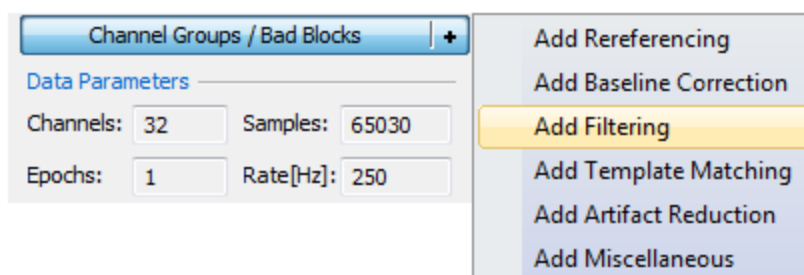 Channel Groups / Bad Blocks +
Data Parameters
Channels: 32 Samples: 65030
Epochs: 1 Rate[Hz]: 250
Add Rereferencing
Add Baseline Correction
Add Filtering
Add Template Matching
Add Artifact Reduction
Add Miscellaneous